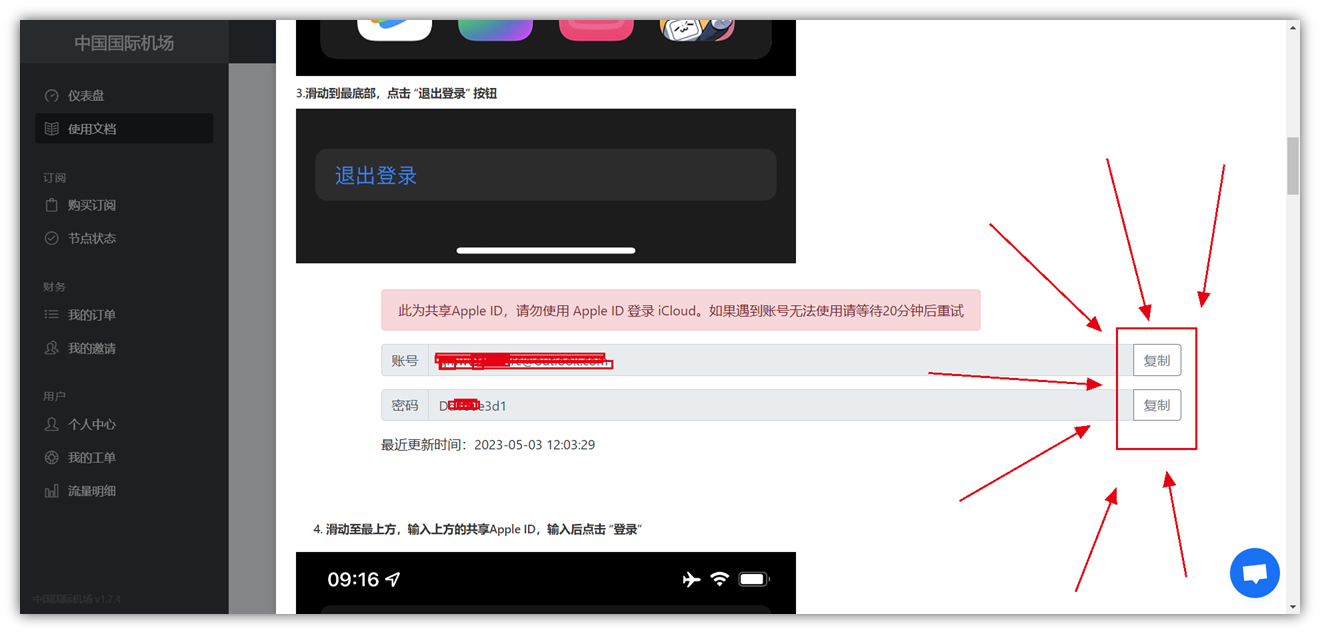 中国国际机场
仪表盘
使用文档
订阅
购买订阅
节点状态
财务
我的订单
我的邀请
用户
个人中心
我的工单
流量明细
中国国际机场 v1.7.4
3.滑动到最底部，点击 “退出登录” 按钮
退出登录
此为共享Apple ID，请勿使用 Apple ID 登录 iCloud。如果遇到账号无法使用请等待20分钟后重试
账号
复制
密码
复制
最近更新时间：2023-05-03 12:03:29
4. 滑动至最上方，输入上方的共享Apple ID，输入后点击 “登录”
09:16